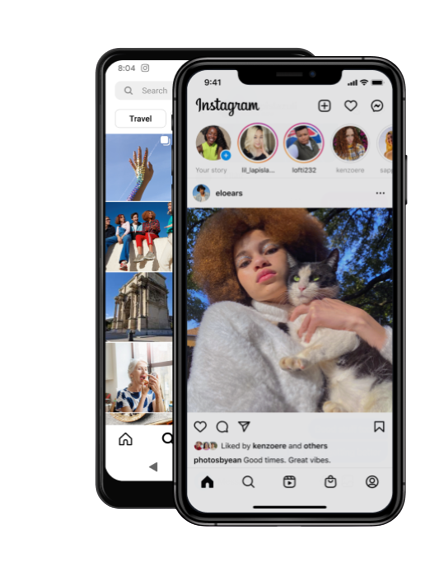 8:04
Search
Travel
9:41
Instagram
Your story
lil_lapisla...
lofti232
kenzoere
eloears
Liked by kenzoere and others
photosbyean Good times. Great vibes.